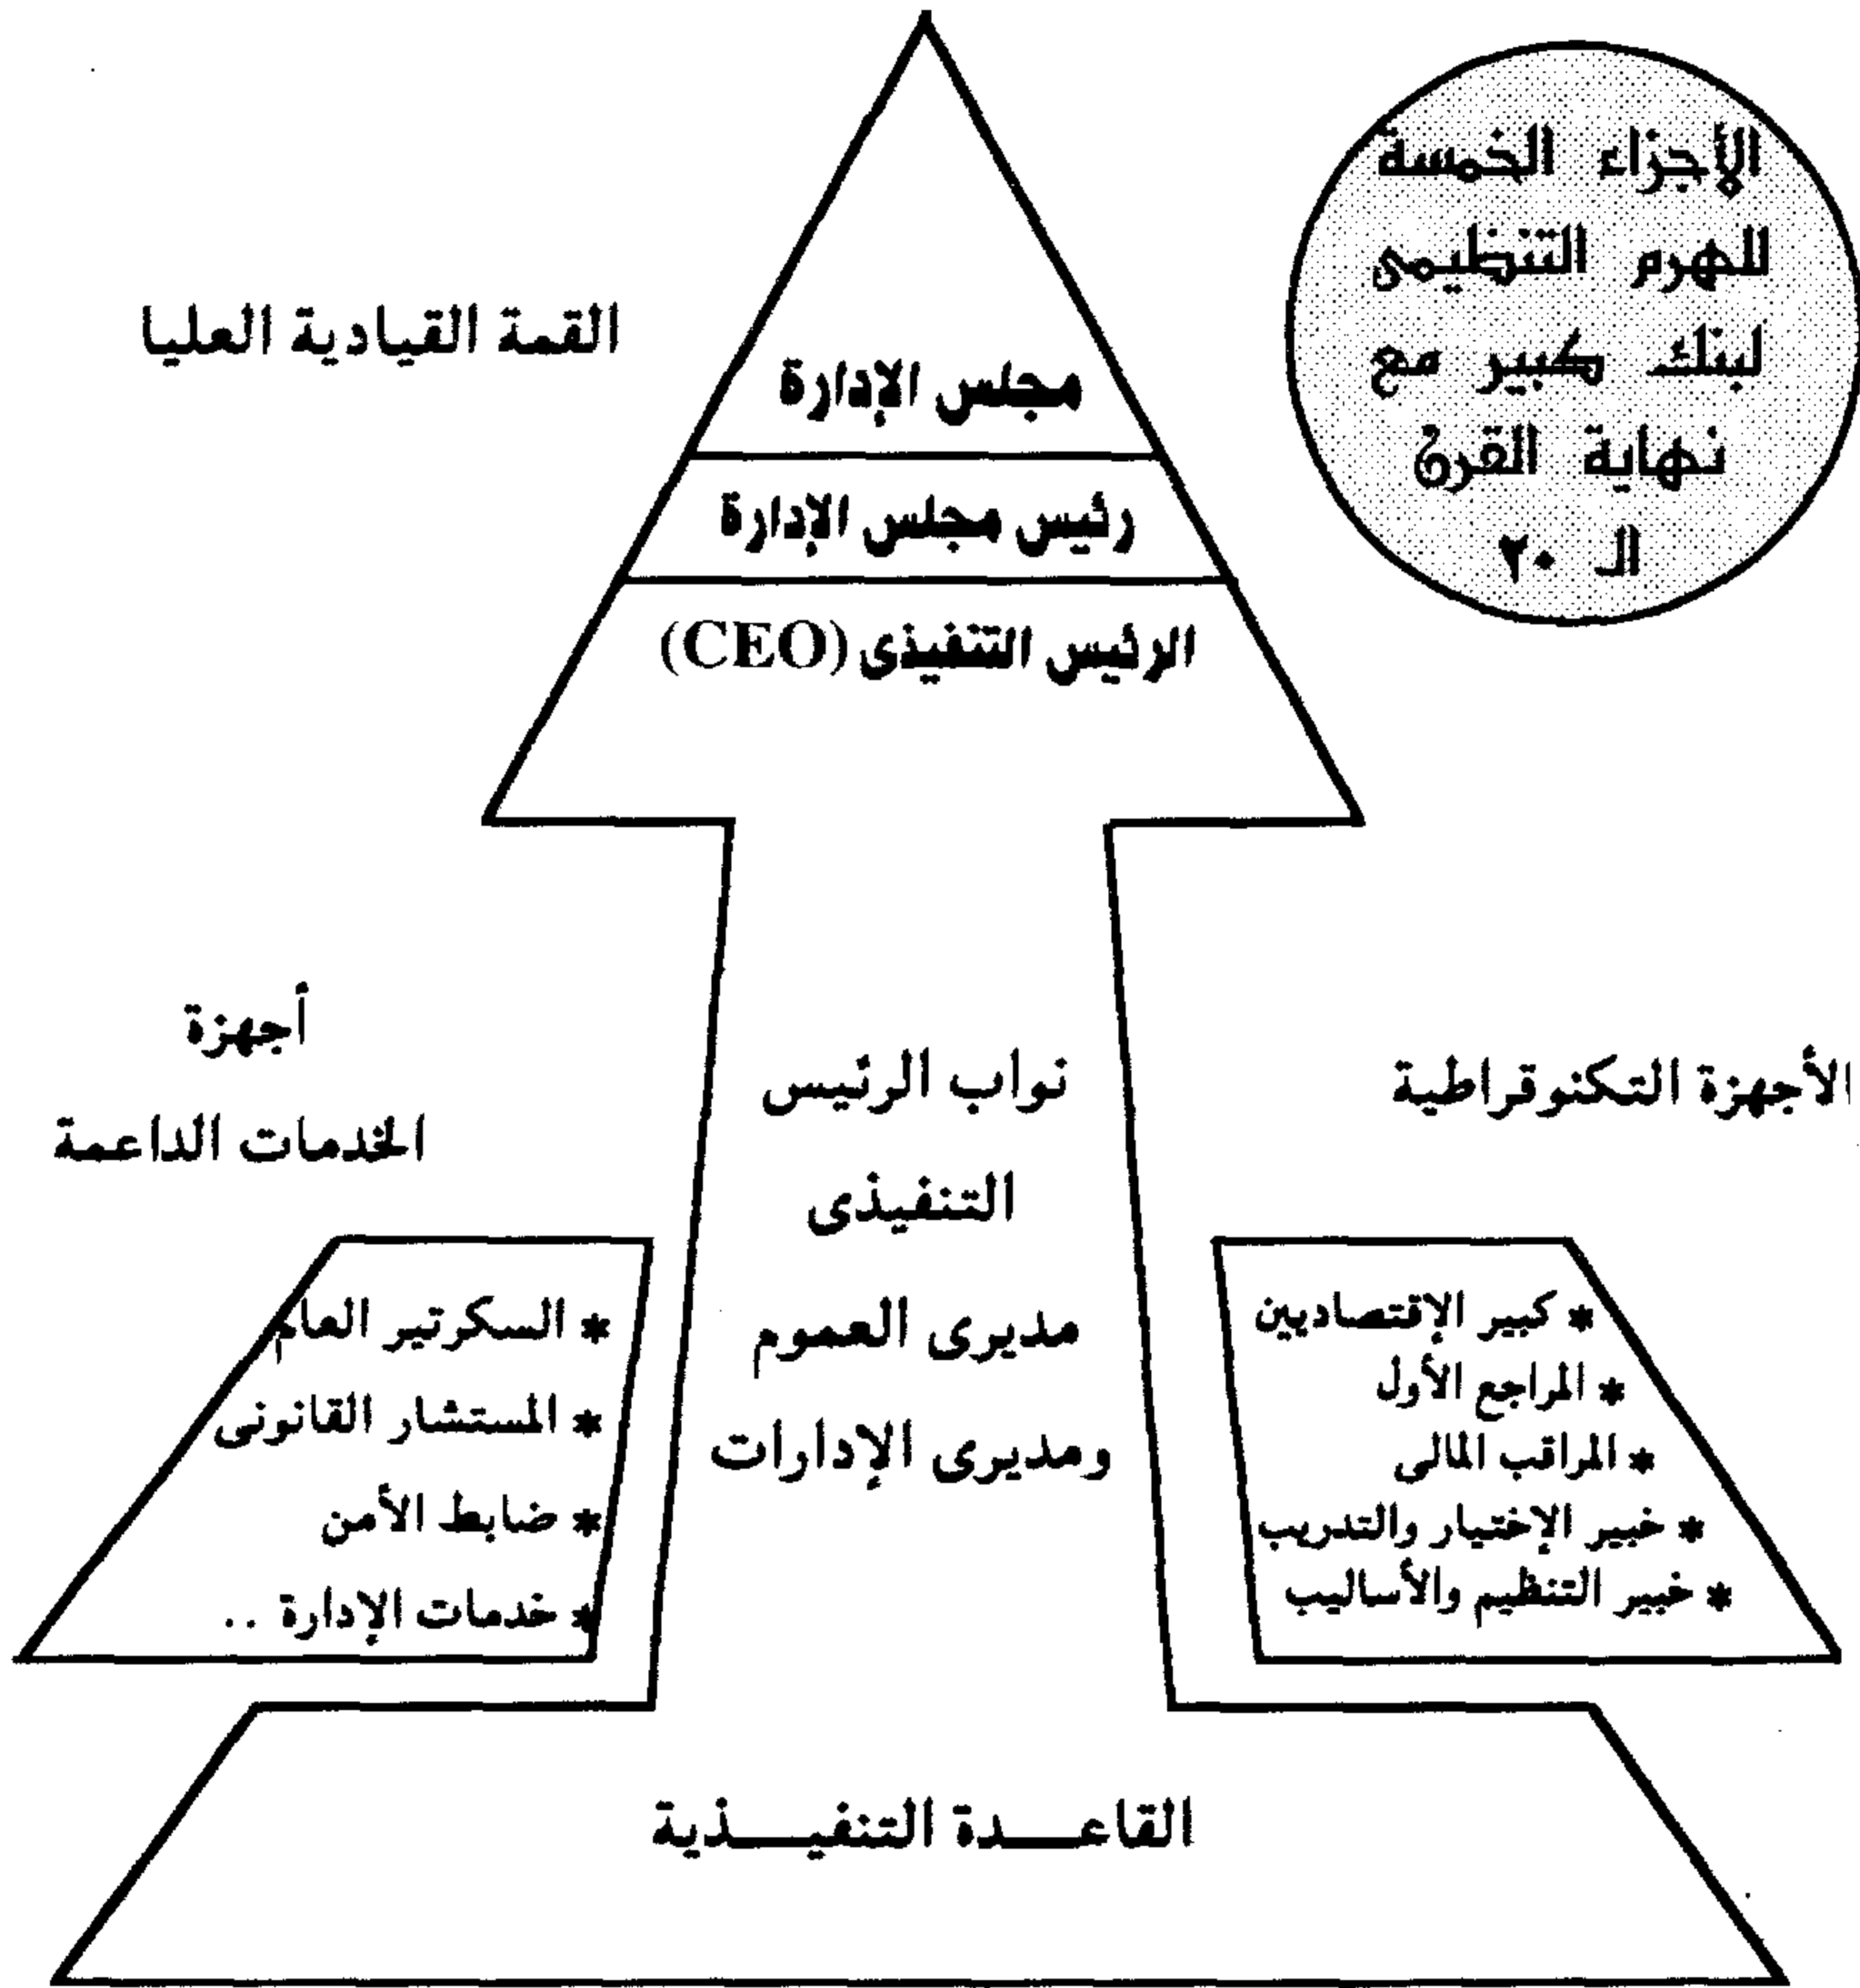 الأجزاء الخمسة
للهرم التنظيمى
لبنك كبير مع
نهاية القرن
الـ ٢٠
القمة القيادية العليا
مجلس الإدارة
رئيس مجلس الإدارة
الرئيس التنفيذى (CEO)
الأجهزة التكنوقراطية
* كبير الإقتصاديين
* المراجع الأول
* المراقب المالى
* خبير الإختيار والتدريب
* خبير التنظيم والأساليب
نواب الرئيس
التنفيذى
مديرى العموم
ومديرى الإدارات
أجهزة
الخدمات الداعمة
* السكرتير العام
* المستشار القانونى
* ضابط الأمن
* خدمات الإدارة ..
القاعـــدة التنفيـــذية